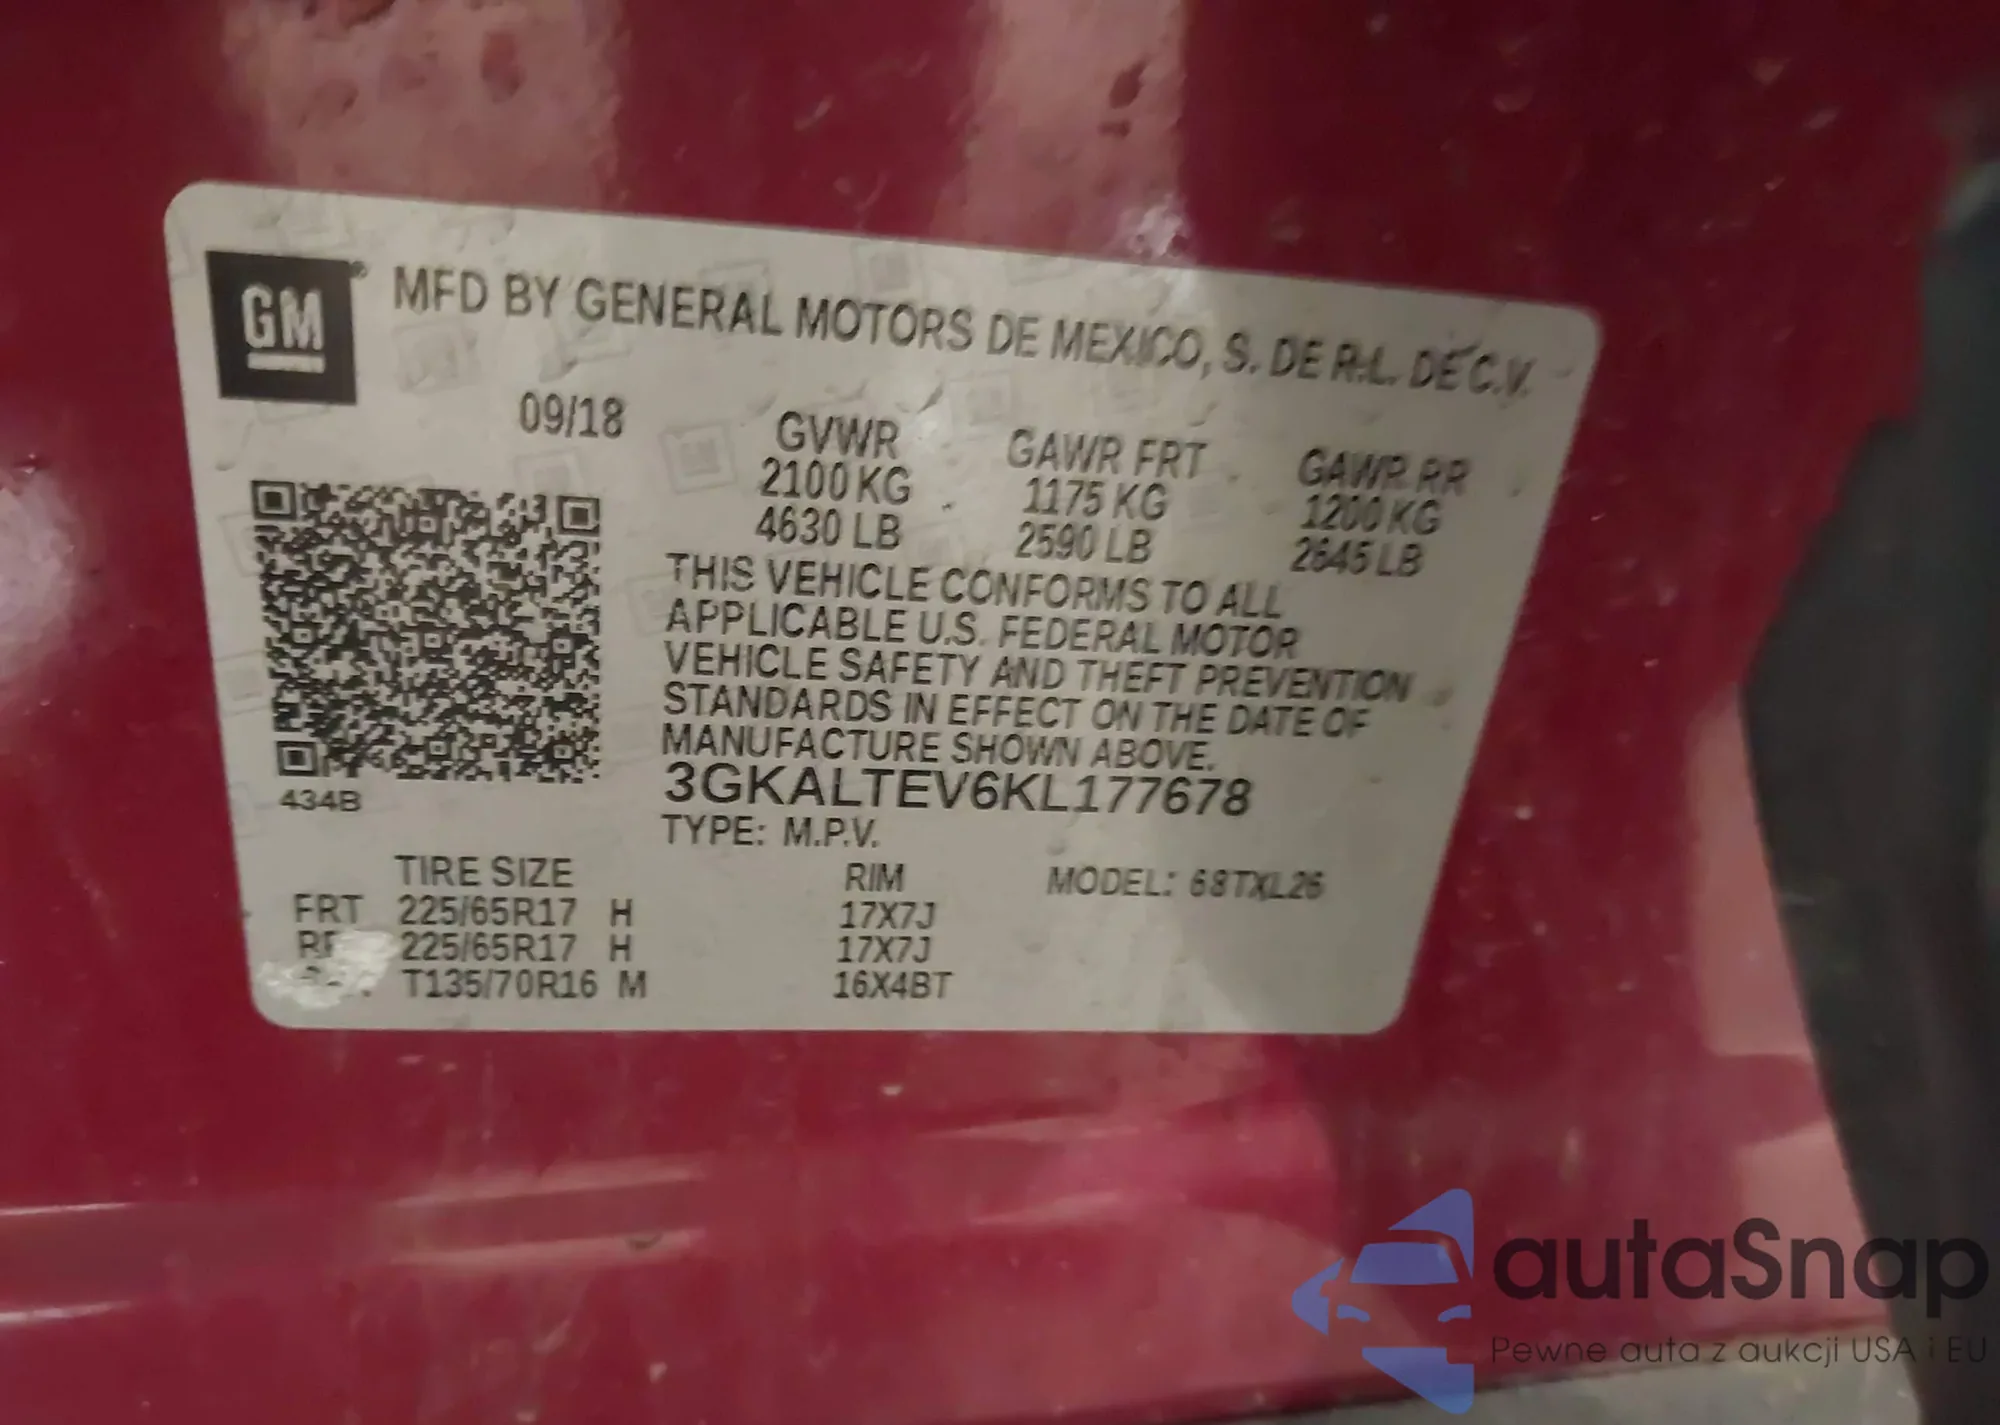 GM ® MFD BY GENERAL MOTORS DE MEXICO, S. DE R.L. DE C.V.
09/18
GVWR GAWR FRT GAWR RR
2100 KG 1175 KG 1200 KG
4630 LB 2590 LB 2645 LB
THIS VEHICLE CONFORMS TO ALL
APPLICABLE U.S. FEDERAL MOTOR
VEHICLE SAFETY AND THEFT PREVENTION
STANDARDS IN EFFECT ON THE DATE OF
MANUFACTURE SHOWN ABOVE.
3GKALTEV6KL177678
434B
TYPE: M.P.V.
TIRE SIZE RIM MODEL: 68TXL26
FRT 225/65R17 H 17X7J
225/65R17 H 17X7J
T135/70R16 M 16X4BT
autaSnap
Pewne auta z aukcji USA i EU